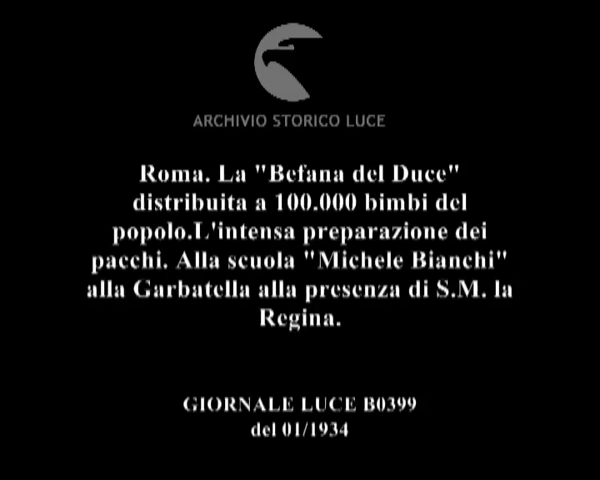 ARCHIVIO STORICO LUCE
Roma. La "Befana del Duce"
distribuita a 100.000 bimbi del
popolo.L'intensa preparazione dei
pacchi. Alla scuola "Michele Bianchi"
alla Garbatella alla presenza di S.M. la
Regina.
GIORNALE LUCE B0399
del 01/1934